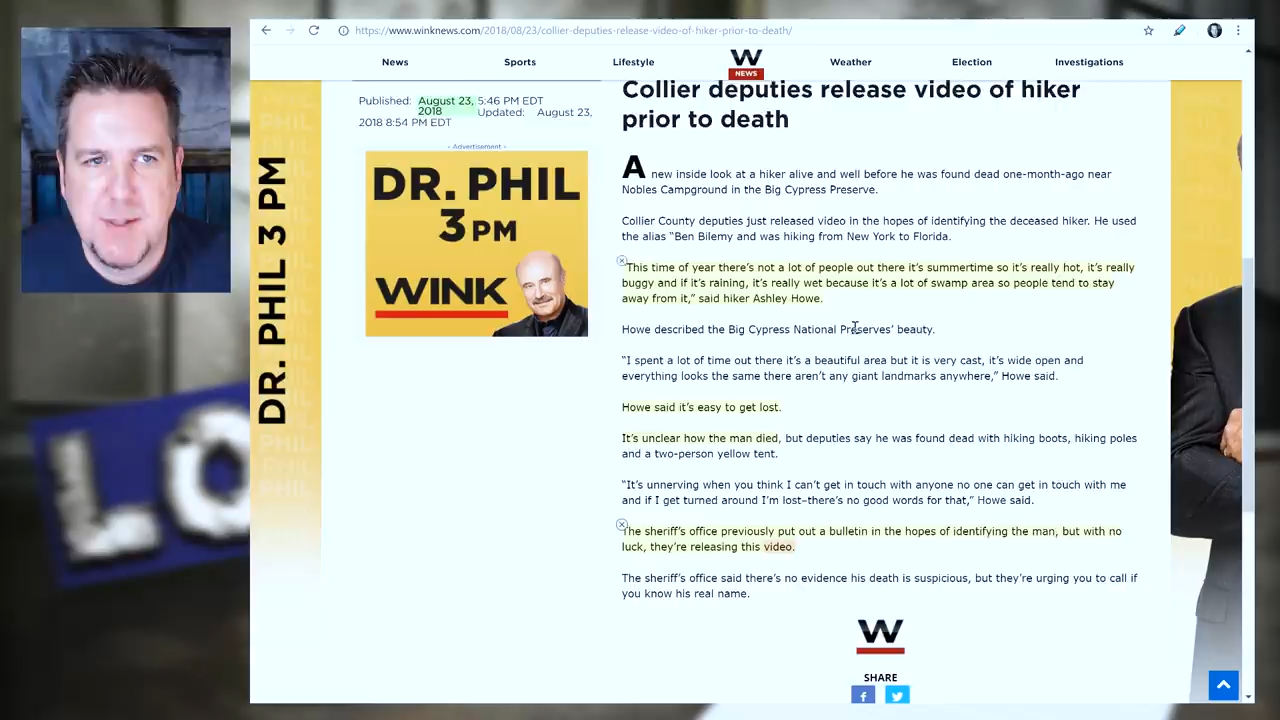 https://www.winknews.com/2018/08/23/collier-deputies-release-video-of-hiker-prior-to-death/
News
Sports
Lifestyle
W
NEWS
Weather
Election
Investigations
Published: August 23, 2018 5:46 PM EDT
Updated: August 23,
2018 8:54 PM EDT
- Advertisement -
DR. PHIL
3 PM
WINK
DR. PHIL 3 PM
LO
Collier deputies release video of hiker
prior to death
A new inside look at a hiker alive and well before he was found dead one-month-ago near
Nobles Campground in the Big Cypress Preserve.
Collier County deputies just released video in the hopes of identifying the deceased hiker. He used
the alias “Ben Bilemy and was hiking from New York to Florida.
“This time of year there’s not a lot of people out there it’s summertime so it’s really hot, it’s really
buggy and if it’s raining, it’s really wet because it’s a lot of swamp area so people tend to stay
away from it,” said hiker Ashley Howe.
Howe described the Big Cypress National Preserves’ beauty.
“I spent a lot of time out there it’s a beautiful area but it is very cast, it’s wide open and
everything looks the same there aren’t any giant landmarks anywhere,” Howe said.
Howe said it’s easy to get lost.
It’s unclear how the man died, but deputies say he was found dead with hiking boots, hiking poles
and a two-person yellow tent.
“It’s unnerving when you think I can’t get in touch with anyone no one can get in touch with me
and if I get turned around I’m lost–there’s no good words for that,” Howe said.
The sheriff’s office previously put out a bulletin in the hopes of identifying the man, but with no
luck, they’re releasing this video.
The sheriff’s office said there’s no evidence his death is suspicious, but they’re urging you to call if
you know his real name.
W
SHARE